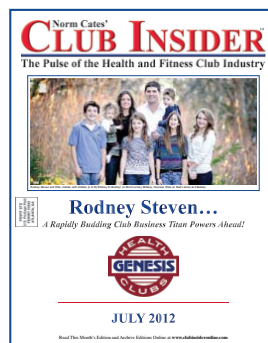 Norm Cates'
CLUB INSIDER
The Pulse of the Health and Fitness Club Industry
Rodney Steven…
A Rapidly Budding Club Business Titan Powers Ahead!
HEALTH
GENESIS
CLUBS
JULY 2012
Read This Month's Edition and Archive Editions Online at www.clubinsideronline.com